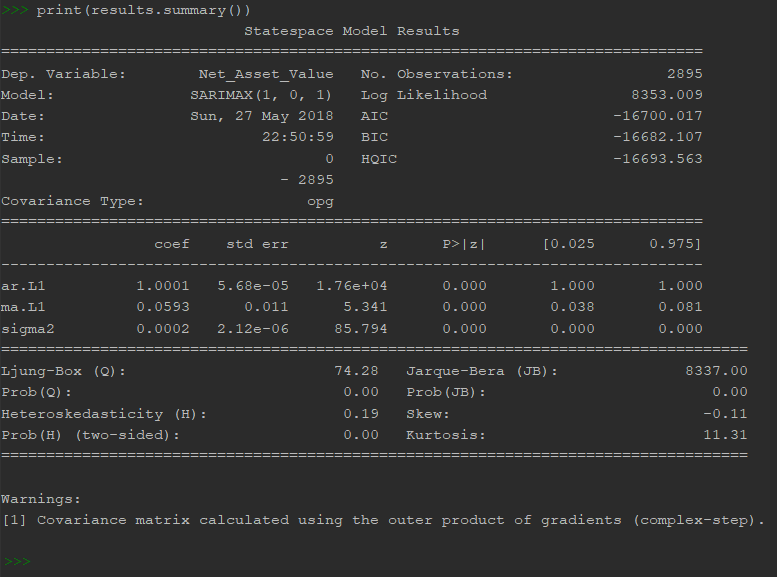 >>> print(results.summary())
Statespace Model Results
==============================================================================
Dep. Variable: Net_Asset_Value No. Observations: 2895
Model: SARIMAX(1, 0, 1) Log Likelihood 8353.009
Date: Sun, 27 May 2018 AIC -16700.017
Time: 22:50:59 BIC -16682.107
Sample: 0 HQIC -16693.563
- 2895
Covariance Type: opg
==============================================================================
coef std err z P>|z| [0.025 0.975]
------------------------------------------------------------------------------
ar.L1 1.0001 5.68e-05 1.76e+04 0.000 1.000 1.000
ma.L1 0.0593 0.011 5.341 0.000 0.038 0.081
sigma2 0.0002 2.12e-06 85.794 0.000 0.000 0.000
===================================================================================
Ljung-Box (Q): 74.28 Jarque-Bera (JB): 8337.00
Prob(Q): 0.00 Prob(JB): 0.00
Heteroskedasticity (H): 0.19 Skew: -0.11
Prob(H) (two-sided): 0.00 Kurtosis: 11.31
===================================================================================
Warnings:
[1] Covariance matrix calculated using the outer product of gradients (complex-step).
>>>